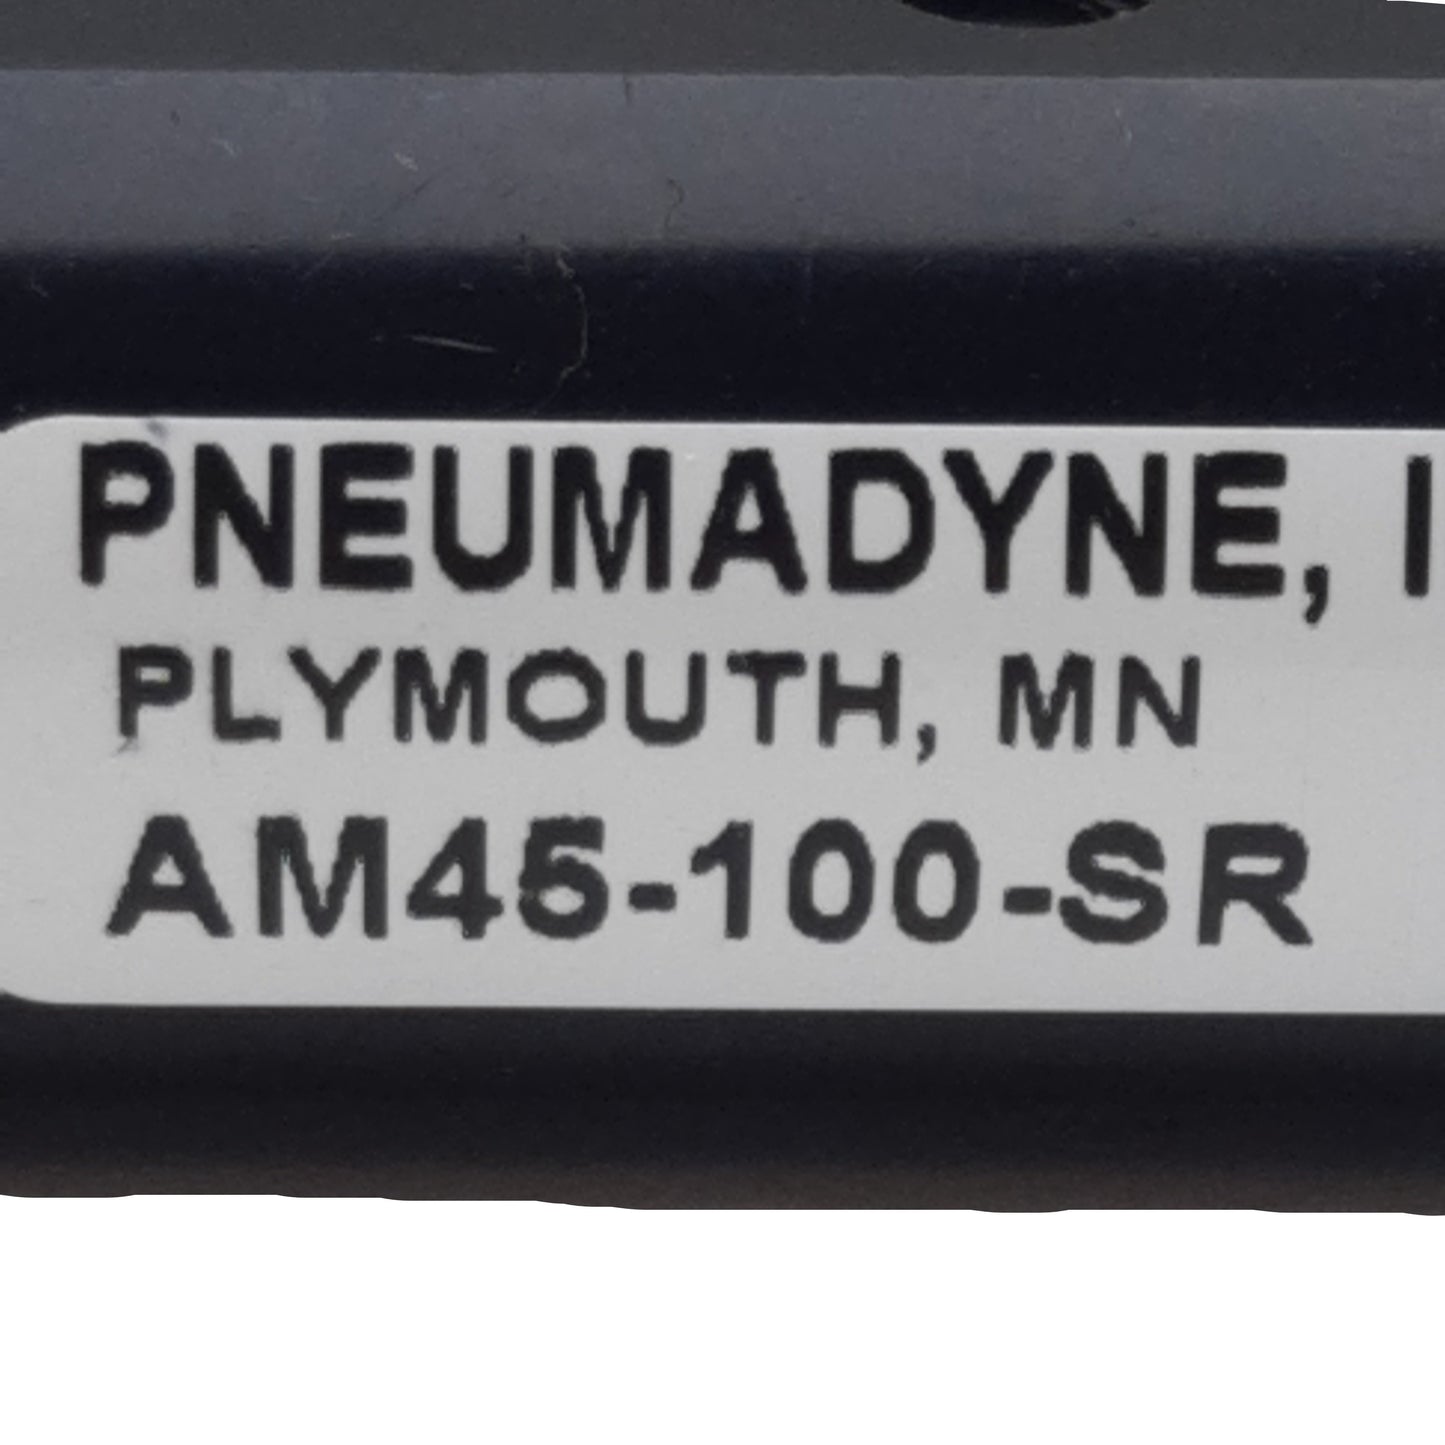 PNEUMADYNE, I
PLYMOUTH, MN
AM45-100-SR